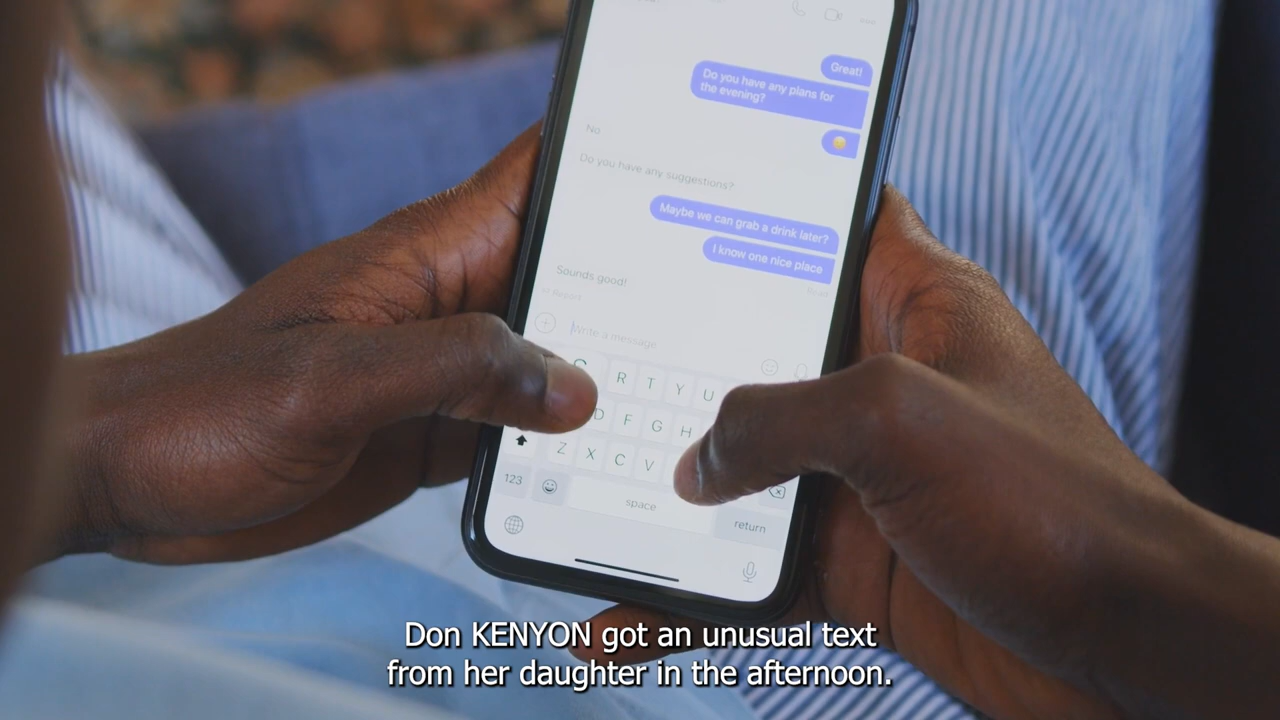 Great!
Do you have any plans for
the evening?
No
Do you have any suggestions?
Maybe we can grab a drink later?
I know one nice place
Read
Sounds good!
Report
Write a message
R T Y U
D F G H
Z X C V
123
space
return
Don KENYON got an unusual text
from her daughter in the afternoon.